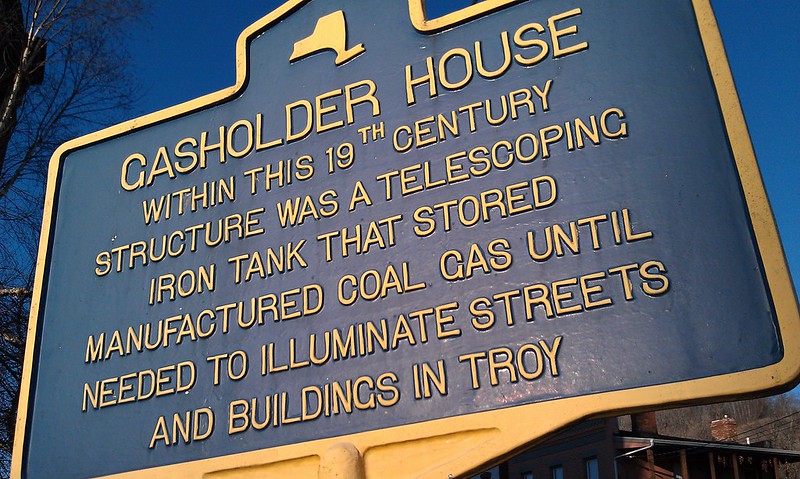 GASHOLDER HOUSE
WITHIN THIS 19TH CENTURY
STRUCTURE WAS A TELESCOPING
IRON TANK THAT STORED
MANUFACTURED COAL GAS UNTIL
NEEDED TO ILLUMINATE STREETS
AND BUILDINGS IN TROY